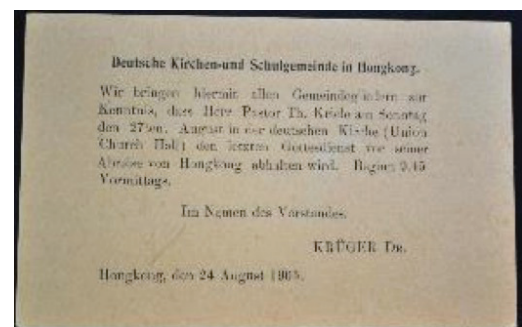 Deutsche Kirchen-und Schulgemeinde in Hongkong.
Wir bringen hiermit allen Gemeindegliedern zur
Kenntnis, dass Herr Pastor Th. Kriele am Sonntag
den 27ten. August in der deutschen Kirche (Union
Church Hall) den letzten Gottesdienst vor seiner
Abreise von Hongkong abhalten wird. Beginn 9.45
Vormittags.
Im Namen des Vorstandes.
KRÜGER DR.
Hongkong, den 24 August 1905.